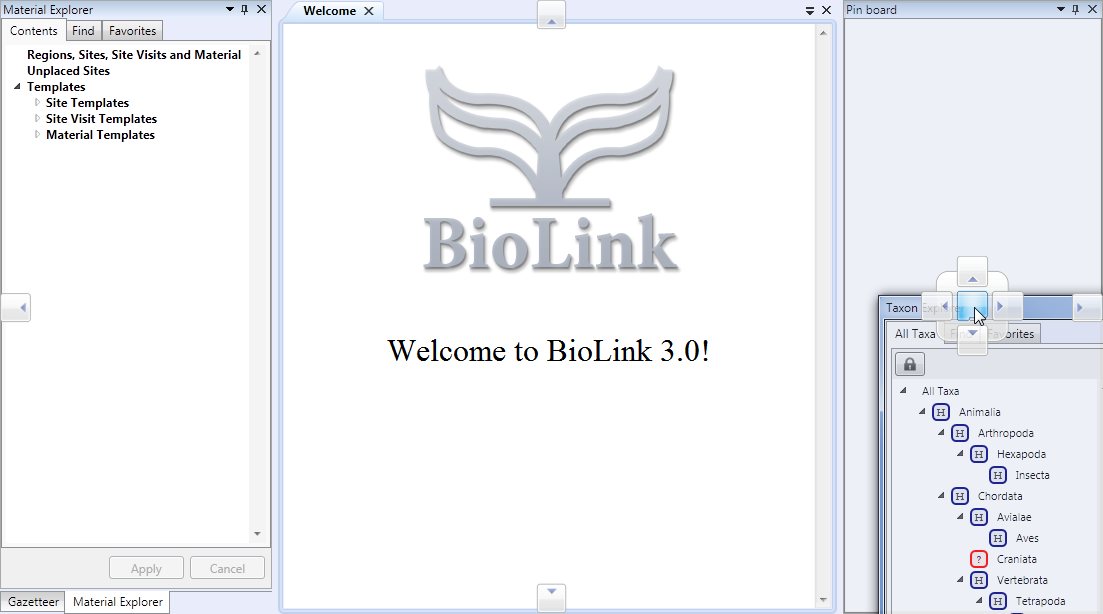 Material Explorer
Contents Find Favorites
Regions, Sites, Site Visits and Material
Unplaced Sites
Templates
Site Templates
Site Visit Templates
Material Templates
Apply Cancel
Gazetteer Material Explorer
Welcome
BioLink
Welcome to BioLink 3.0!
Pin board
Taxon Explorer
All Taxa Find Favorites
All Taxa
H Animalia
H Arthropoda
H Hexapoda
H Insecta
H Chordata
H Avialae
H Aves
? Craniata
H Vertebrata
H Tetrapoda